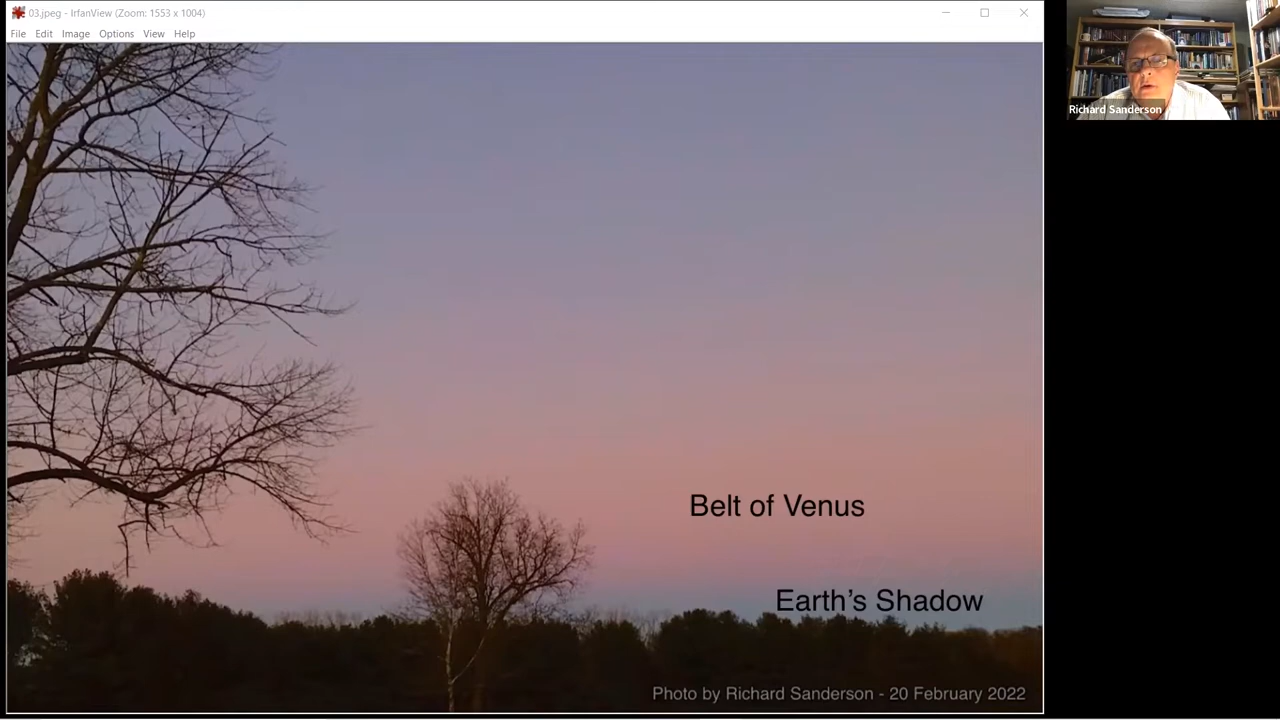 03.jpeg - IrfanView (Zoom: 1553 x 1004)
File Edit Image Options View Help
Richard Sanderson
Belt of Venus
Earth's Shadow
Photo by Richard Sanderson - 20 February 2022